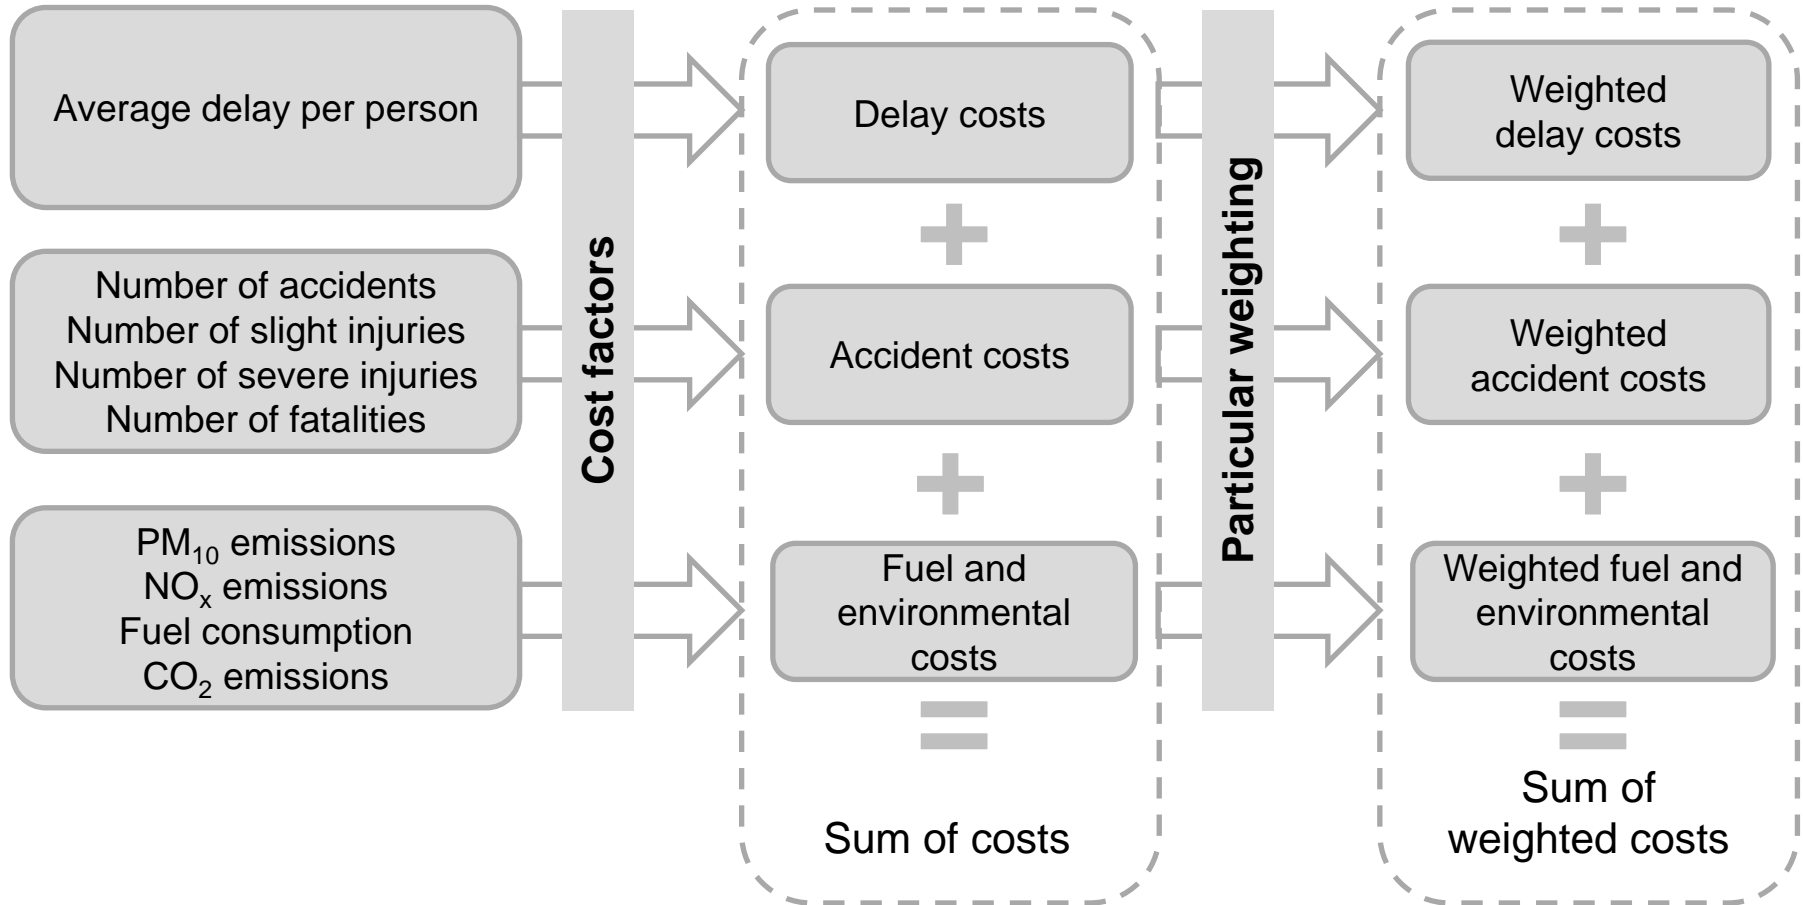 Average delay per person
Number of accidents
Number of slight injuries
Number of severe injuries
Number of fatalities
PM₁₀ emissions
NOₓ emissions
Fuel consumption
CO₂ emissions
Cost factors
Delay costs
+
Accident costs
+
Fuel and
environmental
costs
=
Sum of costs
Particular weighting
Weighted
delay costs
+
Weighted
accident costs
+
Weighted fuel and
environmental
costs
=
Sum of
weighted costs